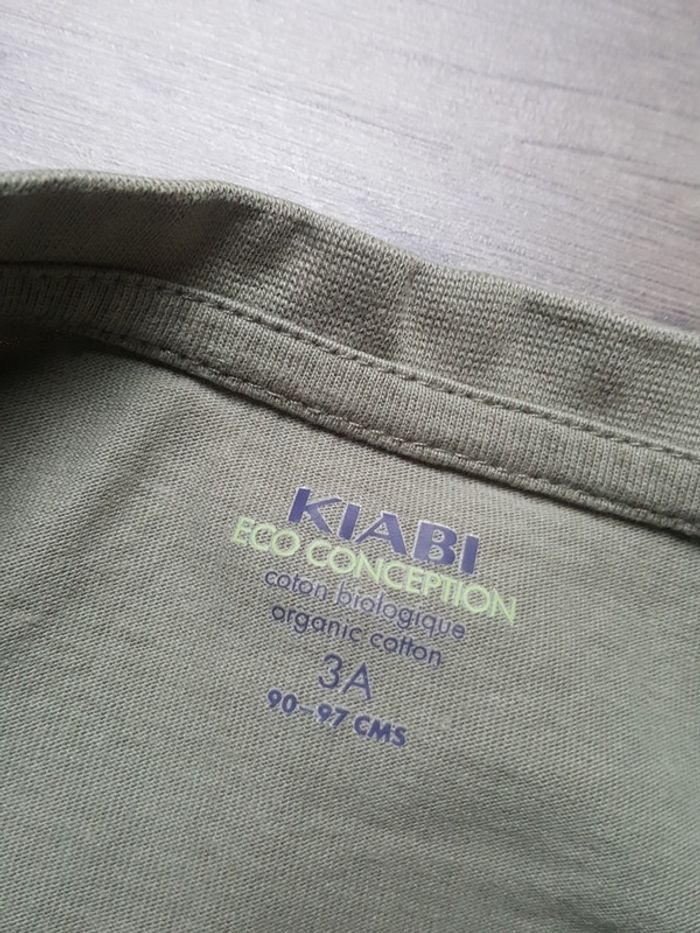 KIABI
ECO CONCEPTION
coton biologique
organic cotton
3A
90-97 CMS